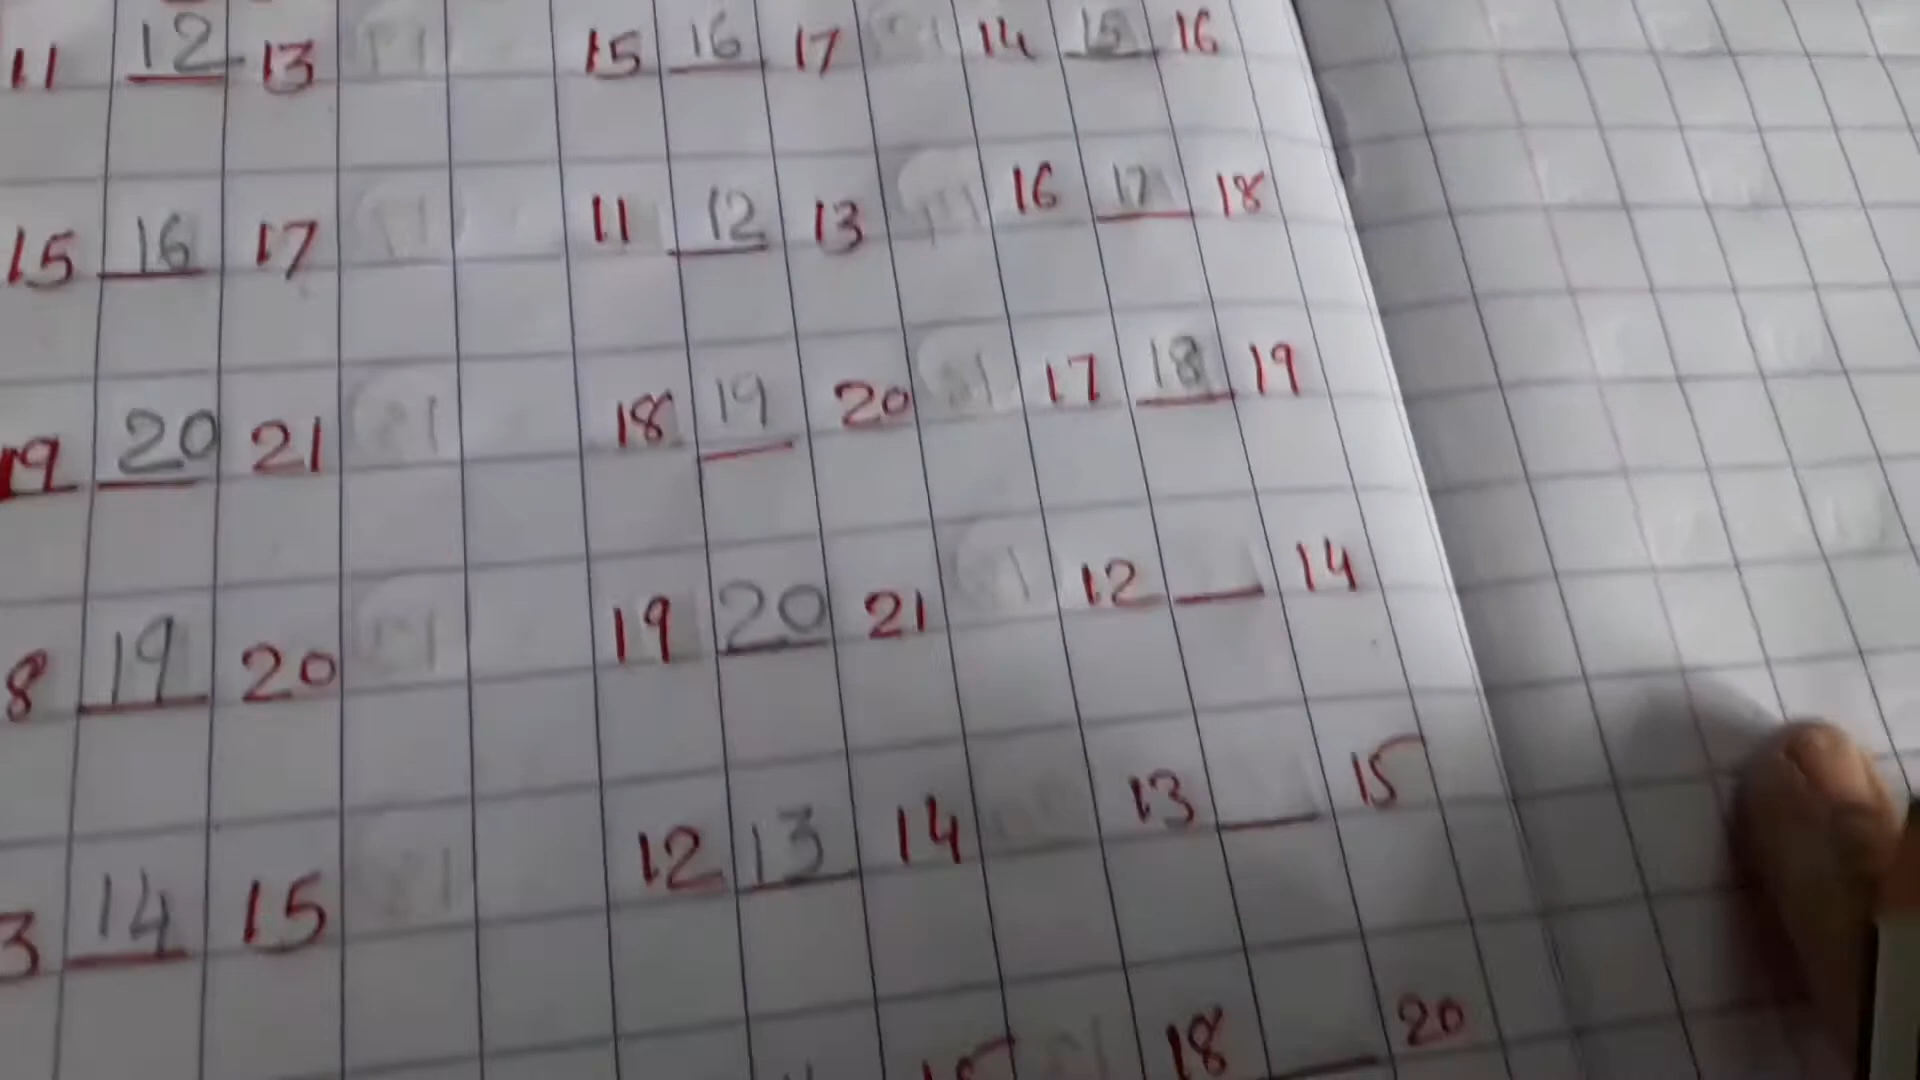 11 12 13 15 16 17 14 15 16
15 16 17 11 12 13 16 17 18
19 20 21 18 19 20 17 18 19
8 19 20 19 20 21 12 __ 14
3 14 15 12 13 14 13 __ 15
15 18 __ 20